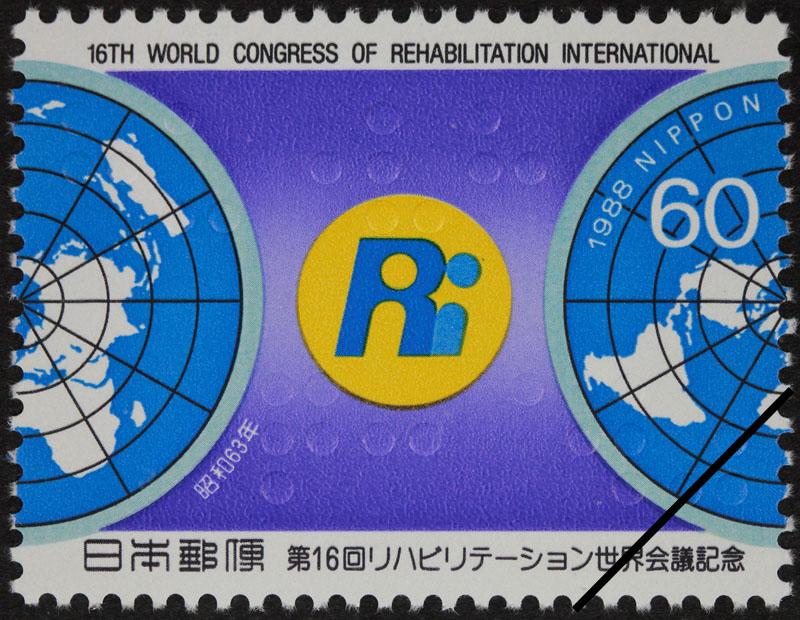 16TH WORLD CONGRESS OF REHABILITATION INTERNATIONAL
1988 NIPPON
60
Ri
昭和63年
日本郵便 第16回リハビリテーション世界会議記念